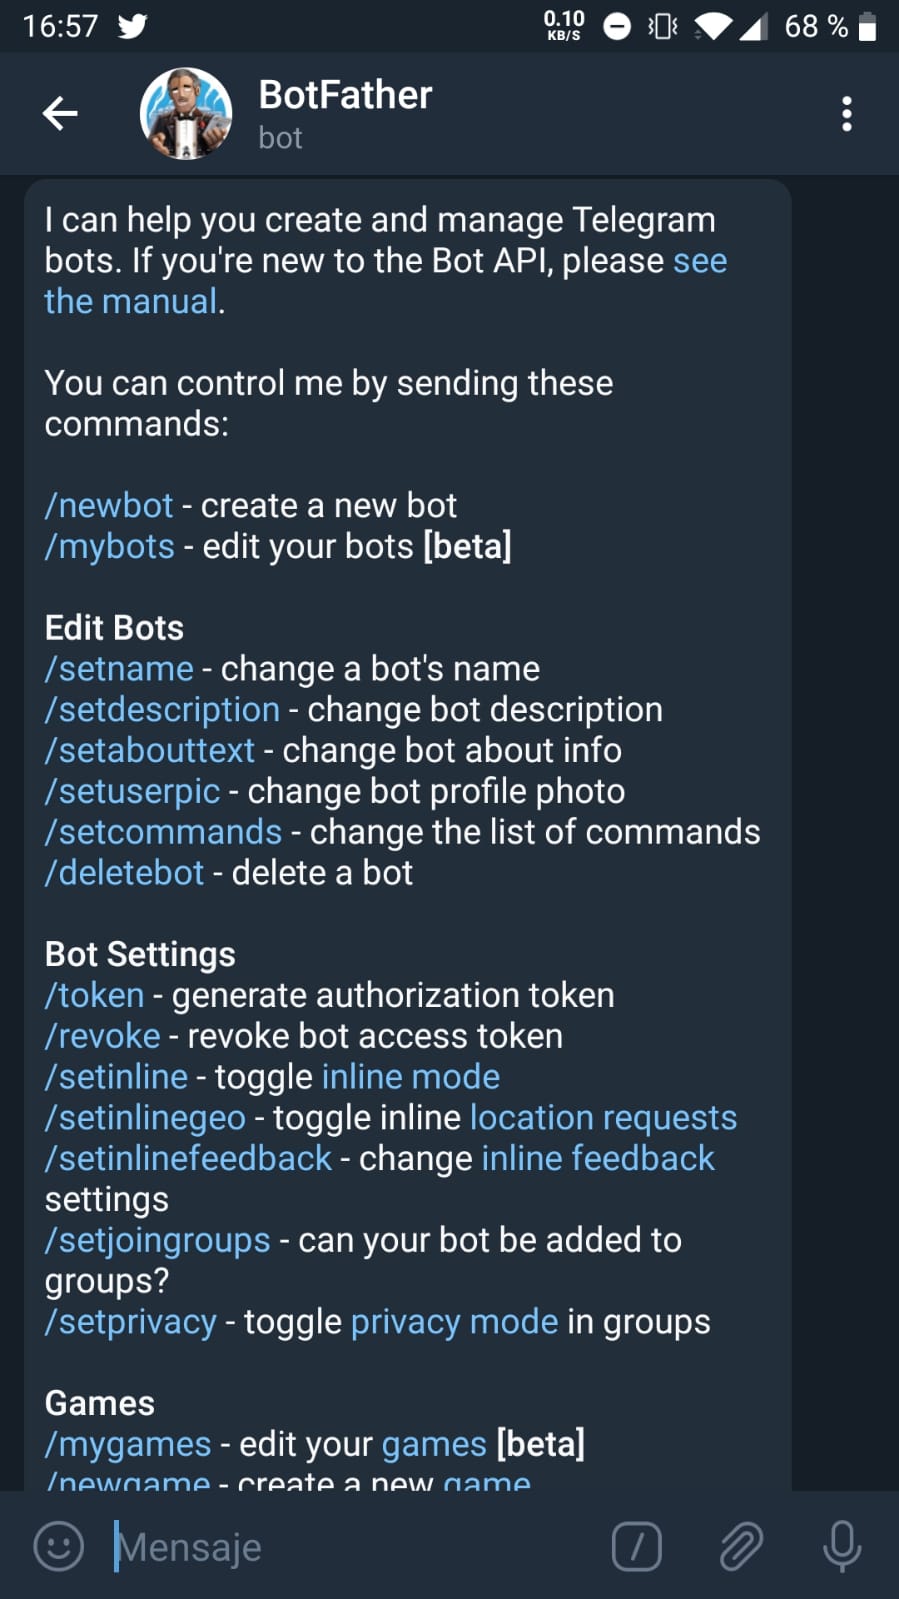 16:57
0.10
KB/S
68 %
BotFather
bot
I can help you create and manage Telegram
bots. If you're new to the Bot API, please see
the manual.
You can control me by sending these
commands:
/newbot - create a new bot
/mybots - edit your bots [beta]
Edit Bots
/setname - change a bot's name
/setdescription - change bot description
/setabouttext - change bot about info
/setuserpic - change bot profile photo
/setcommands - change the list of commands
/deletebot - delete a bot
Bot Settings
/token - generate authorization token
/revoke - revoke bot access token
/setinline - toggle inline mode
/setinlinegeo - toggle inline location requests
/setinlinefeedback - change inline feedback
settings
/setjoingroups - can your bot be added to
groups?
/setprivacy - toggle privacy mode in groups
Games
/mygames - edit your games [beta]
/newgame - create a new game
Mensaje